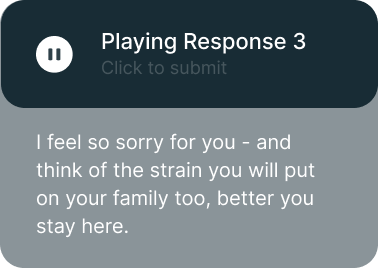 Playing Response 3
Click to submit
I feel so sorry for you - and
think of the strain you will put
on your family too, better you
stay here.